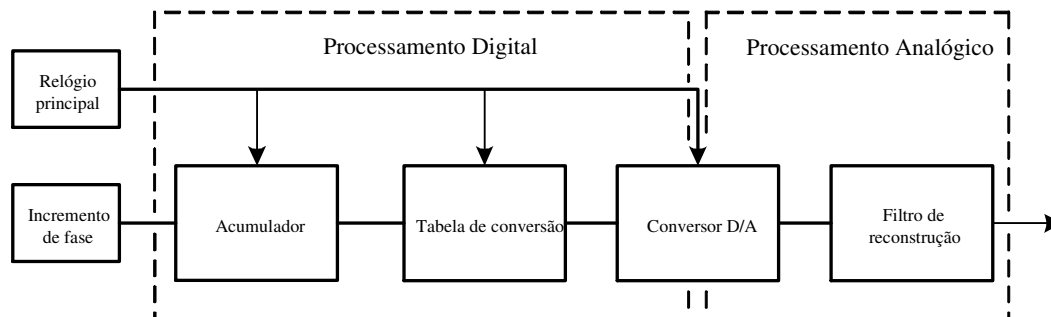 Processamento Digital
Processamento Analógico
Relógio
principal
Incremento
de fase
Acumulador
Tabela de conversão
Conversor D/A
Filtro de
reconstrução